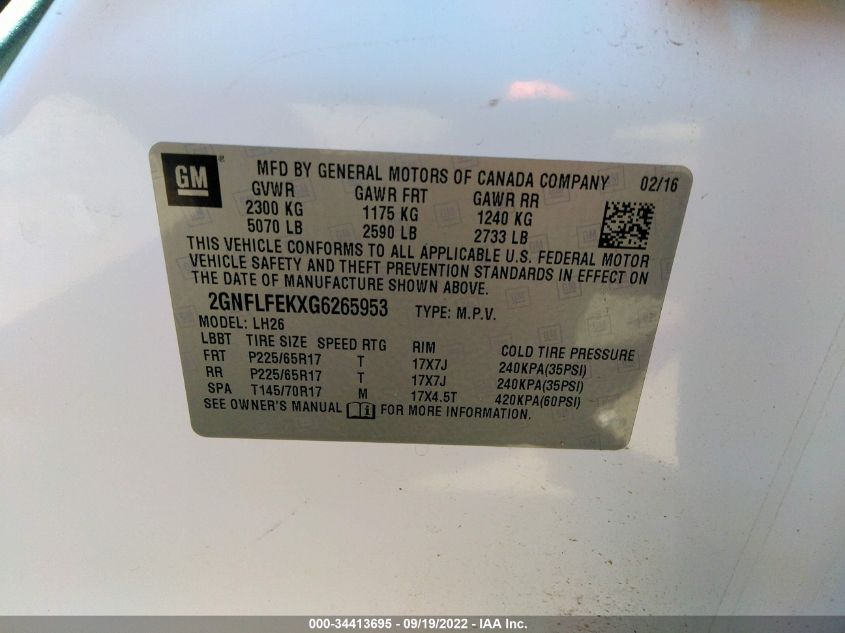 GM
MFD BY GENERAL MOTORS OF CANADA COMPANY 02/16
GVWR GAWR FRT GAWR RR
2300 KG 1175 KG 1240 KG
5070 LB 2590 LB 2733 LB
THIS VEHICLE CONFORMS TO ALL APPLICABLE U.S. FEDERAL MOTOR
VEHICLE SAFETY AND THEFT PREVENTION STANDARDS IN EFFECT ON
THE DATE OF MANUFACTURE SHOWN ABOVE.
2GNFLFEKXG6265953 TYPE: M.P.V.
MODEL: LH26
LBBT TIRE SIZE SPEED RTG RIM COLD TIRE PRESSURE
FRT P225/65R17 T 17X7J 240KPA(35PSI)
RR P225/65R17 T 17X7J 240KPA(35PSI)
SPA T145/70R17 M 17X4.5T 420KPA(60PSI)
SEE OWNER'S MANUAL FOR MORE INFORMATION.
000-34413695 - 09/19/2022 - IAA Inc.